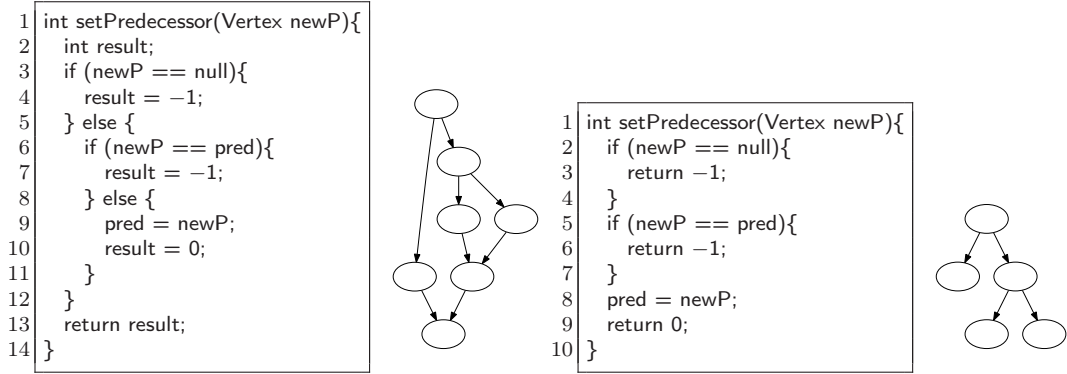 1 int setPredecessor(Vertex newP){
2 int result;
3 if (newP == null){
4 result = −1;
5 } else {
6 if (newP == pred){
7 result = −1;
8 } else {
9 pred = newP;
10 result = 0;
11 }
12 }
13 return result;
14 }
1 int setPredecessor(Vertex newP){
2 if (newP == null){
3 return −1;
4 }
5 if (newP == pred){
6 return −1;
7 }
8 pred = newP;
9 return 0;
10 }